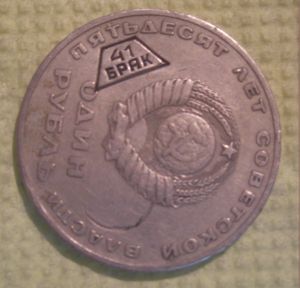 ПЯТЬДЕСЯТ ЛЕТ СОВЕТСКОЙ ВЛАСТИ
41
БРАК
ОДИН
РУБЛЬ